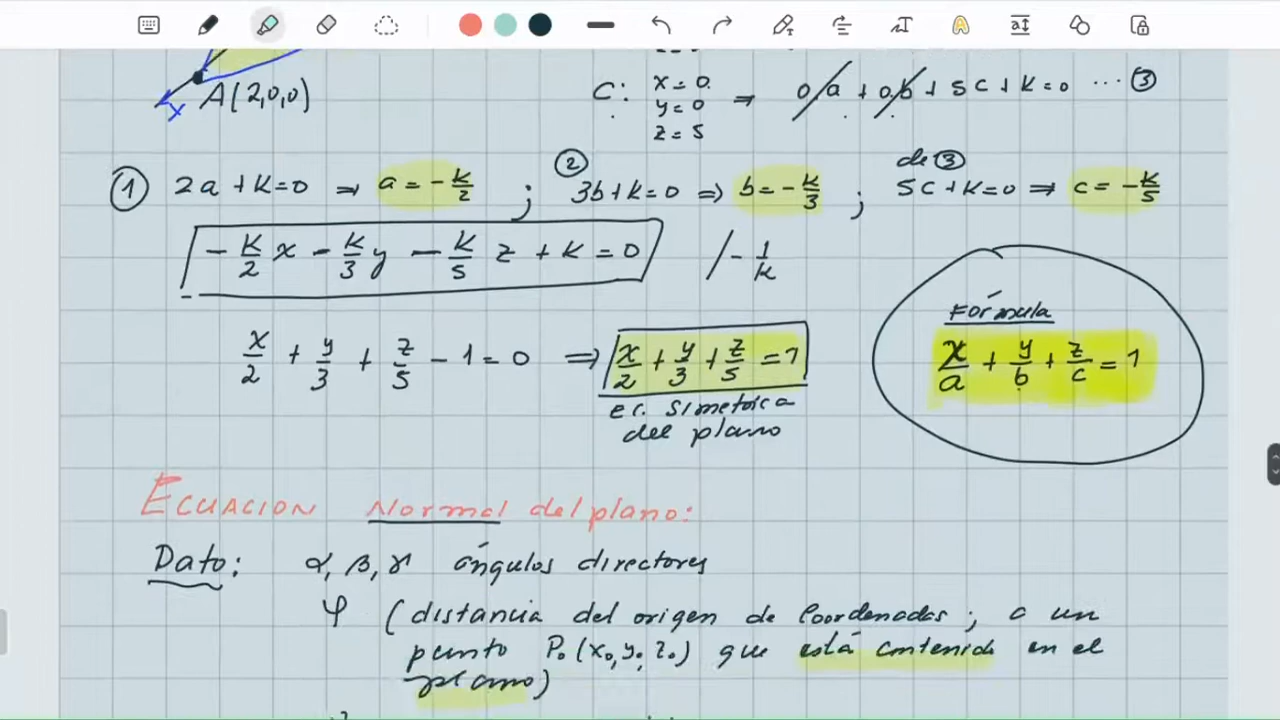 A(2,0,0)
x
C: x=0 y=0 z=5 ⇒ 0/a + 0/b + 5c + k = 0 ... ③
① 2a + k = 0 ⇒ a = -k/2 ; ② 3b + k = 0 ⇒ b = -k/3 ; de ③ 5c + k = 0 ⇒ c = -k/5
-k/2 x - k/3 y - k/5 z + k = 0 / - 1/k
Fórmula
x/2 + y/3 + z/5 - 1 = 0 ⇒ x/2 + y/3 + z/5 = 1
x/a + y/b + z/c = 1
ec. simetrica
del plano
ECUACION Normal del plano:
Dato: α, β, γ ángulos directores
φ (distancia del origen de coordenadas; a un
punto P₀(x₀, y₀, z₀) que está contenido en el
plano)